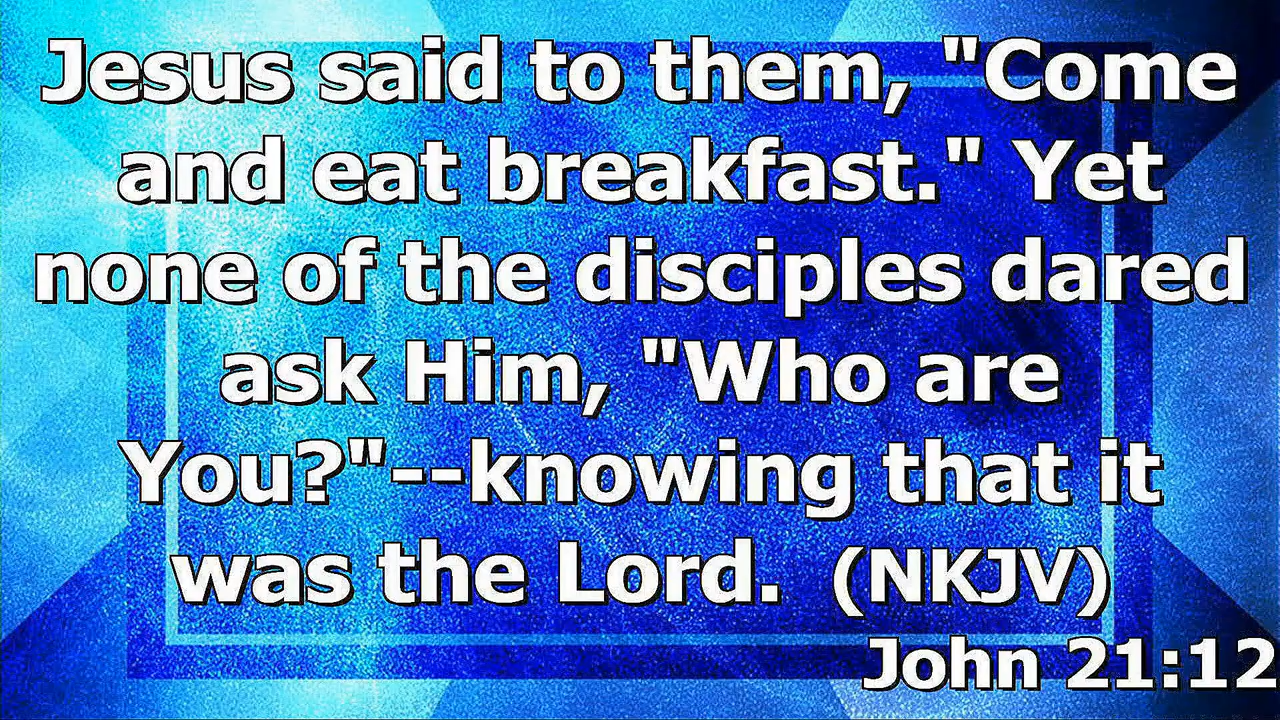 Jesus said to them, "Come
and eat breakfast." Yet
none of the disciples dared
ask Him, "Who are
You?"--knowing that it
was the Lord.  (NKJV)
John 21:12